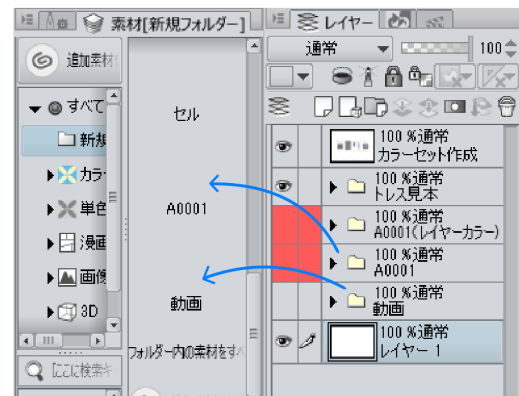 素材[新規フォルダー]
追加素材
すべて
新規
カラ
単色
漫画
画像
3D
ここに検索キー
セル
A0001
動画
フォルダー内の素材をすべ
レイヤー
通常
100
100 %通常
カラーセット作成
100 %通常
トレス見本
100 %通常
A0001(レイヤーカラー)
100 %通常
A0001
100 %通常
動画
100 %通常
レイヤー 1